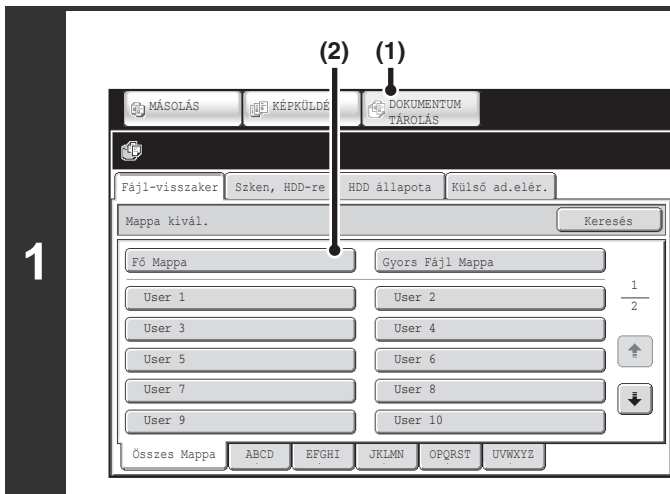 (2) (1)
MÁSOLÁS KÉPKÜLDÉ DOKUMENTUM
TÁROLÁS
Fájl-visszaker Szken, HDD-re HDD állapota Külső ad.elér.
Mappa kivál. Keresés
1
Fő Mappa Gyors Fájl Mappa
User 1 User 2
1
2
User 3 User 4
User 5 User 6
User 7 User 8
User 9 User 10
Összes Mappa ABCD EFGHI JKLMN OPQRST UVWXYZ